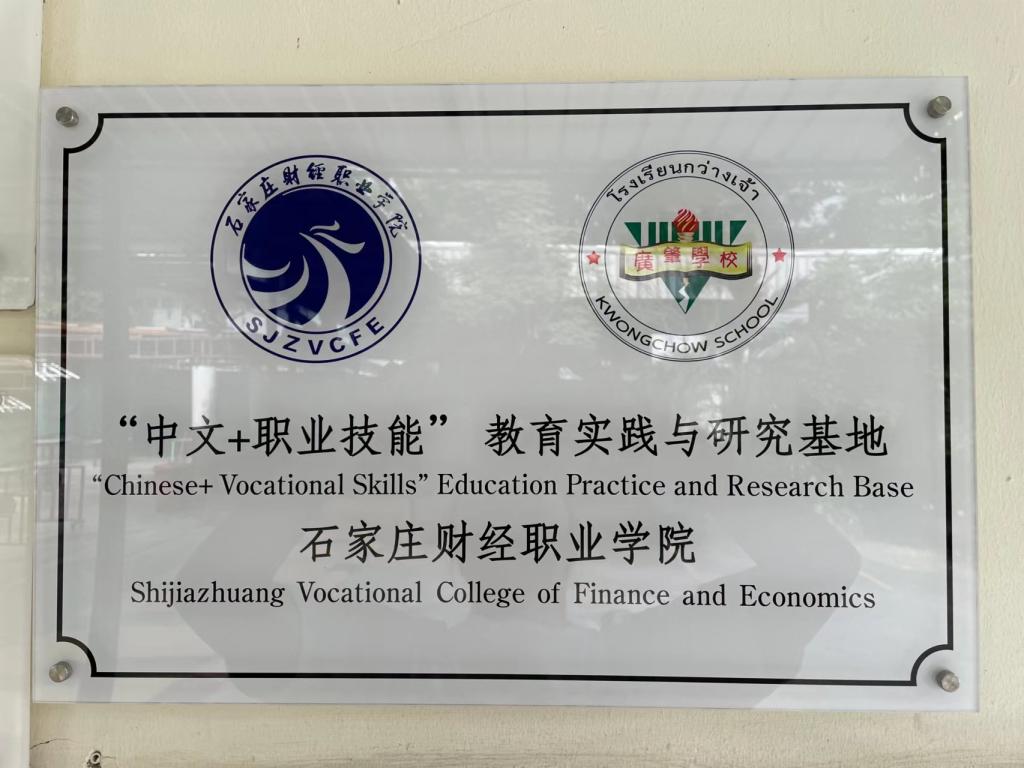 石家庄财经职业学院
SJZVCFE
โรงเรียนกว่างเจ้า
廣肇學校
KWONGCHOW SCHOOL
“中文+职业技能” 教育实践与研究基地
“Chinese+ Vocational Skills” Education Practice and Research Base
石家庄财经职业学院
Shijiazhuang Vocational College of Finance and Economics